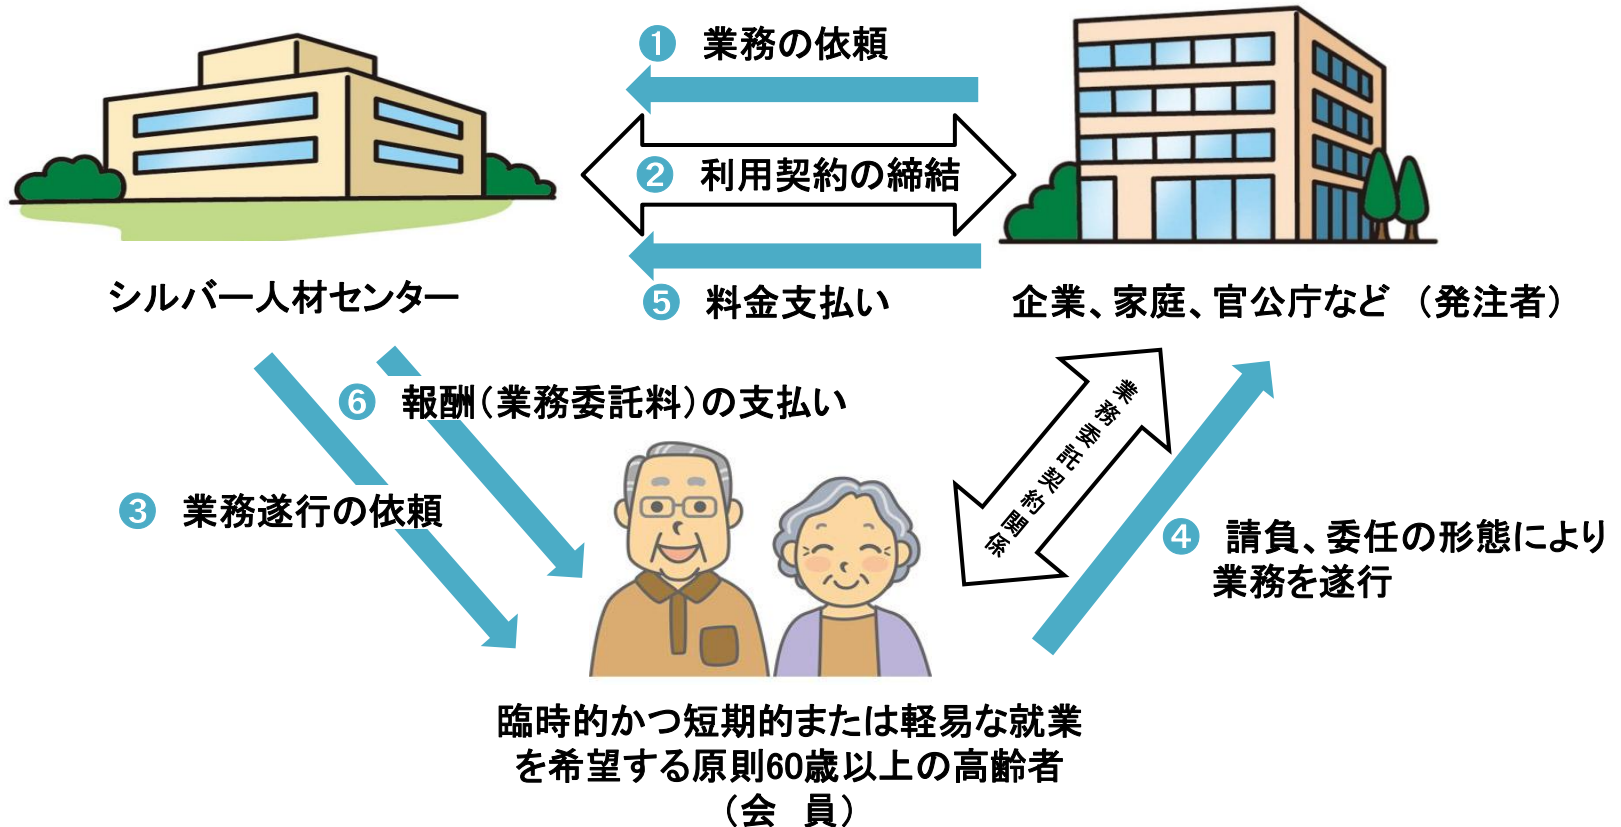 ❶ 業務の依頼
❷ 利用契約の締結
❺ 料金支払い
シルバー人材センター
企業、家庭、官公庁など （発注者）
❻ 報酬（業務委託料）の支払い
業務委託契約関係
❸ 業務遂行の依頼
❹ 請負、委任の形態により
業務を遂行
臨時的かつ短期的または軽易な就業
を希望する原則60歳以上の高齢者
（会　員）